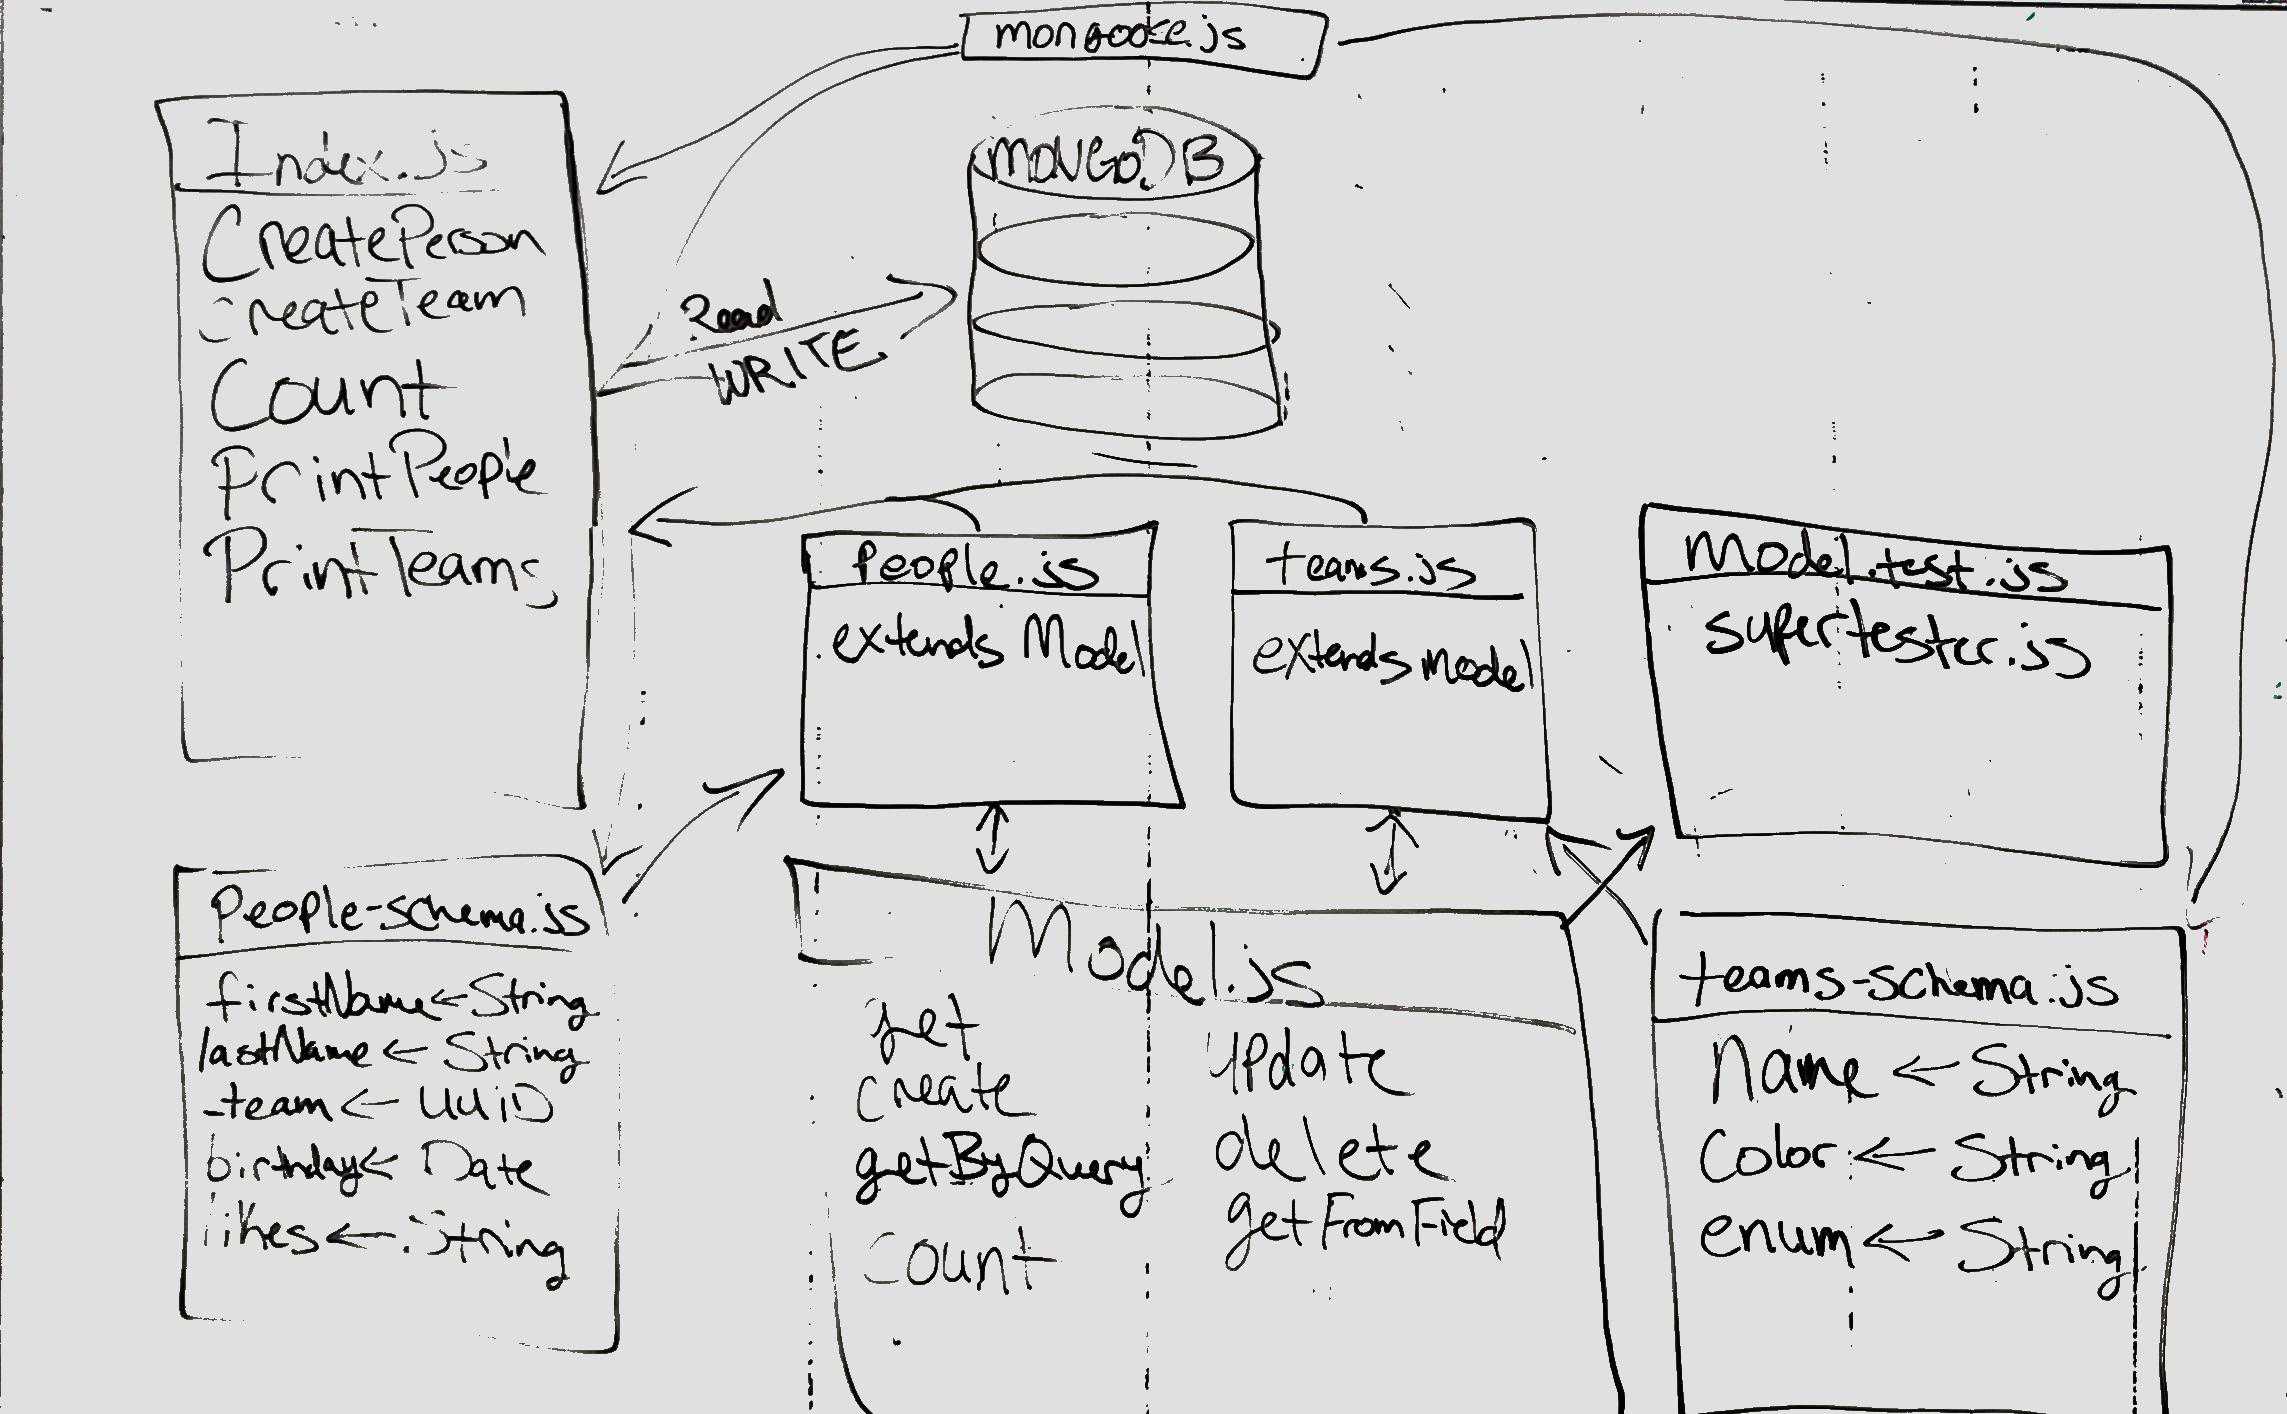 mongoose.js
Index.js
CreatePerson
CreateTeam
Count
PrintPeople
PrintTeams
MONGODB
Read
WRITE
People.js
extends Model
teams.js
extends Model
Model.test.js
supertester.js
People-schema.js
firstName ← String
lastName ← String
_team ← UUiD
birthday ← Date
likes ← String
Model.js
get
create
getByQuery
count
update
delete
getFromField
teams-schema.js
Name ← String
Color ← String
enum ← String